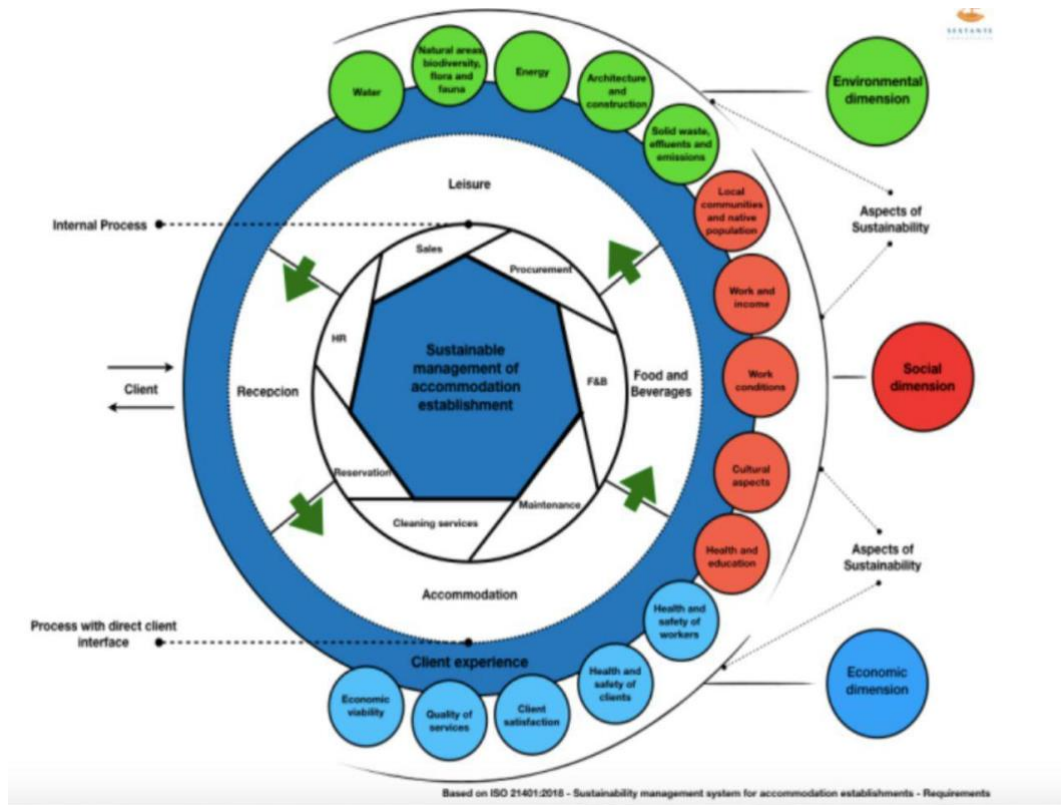 SEXTANTE
Natural areas
biodiversity,
flora and
fauna
Water
Energy
Architecture
and
construction
Solid waste,
effluents and
emissions
Environmental
dimension
Local
communities
and native
population
Aspects of
Sustainability
Leisure
Internal Process
Sales
Procurement
Work and
income
HR
Sustainable
management of
accommodation
establishment
F&B
Food and
Beverages
Work
conditions
Social
dimension
Client
Recepcion
Cultural
aspects
Reservation
Maintenance
Cleaning services
Health and
education
Aspects of
Sustainability
Accommodation
Process with direct client
interface
Health and
safety of
workers
Client experience
Health and
safety of
clients
Economic
dimension
Economic
viability
Quality of
services
Client
satisfaction
Based on ISO 21401:2018 - Sustainability management system for accommodation establishments - Requirements